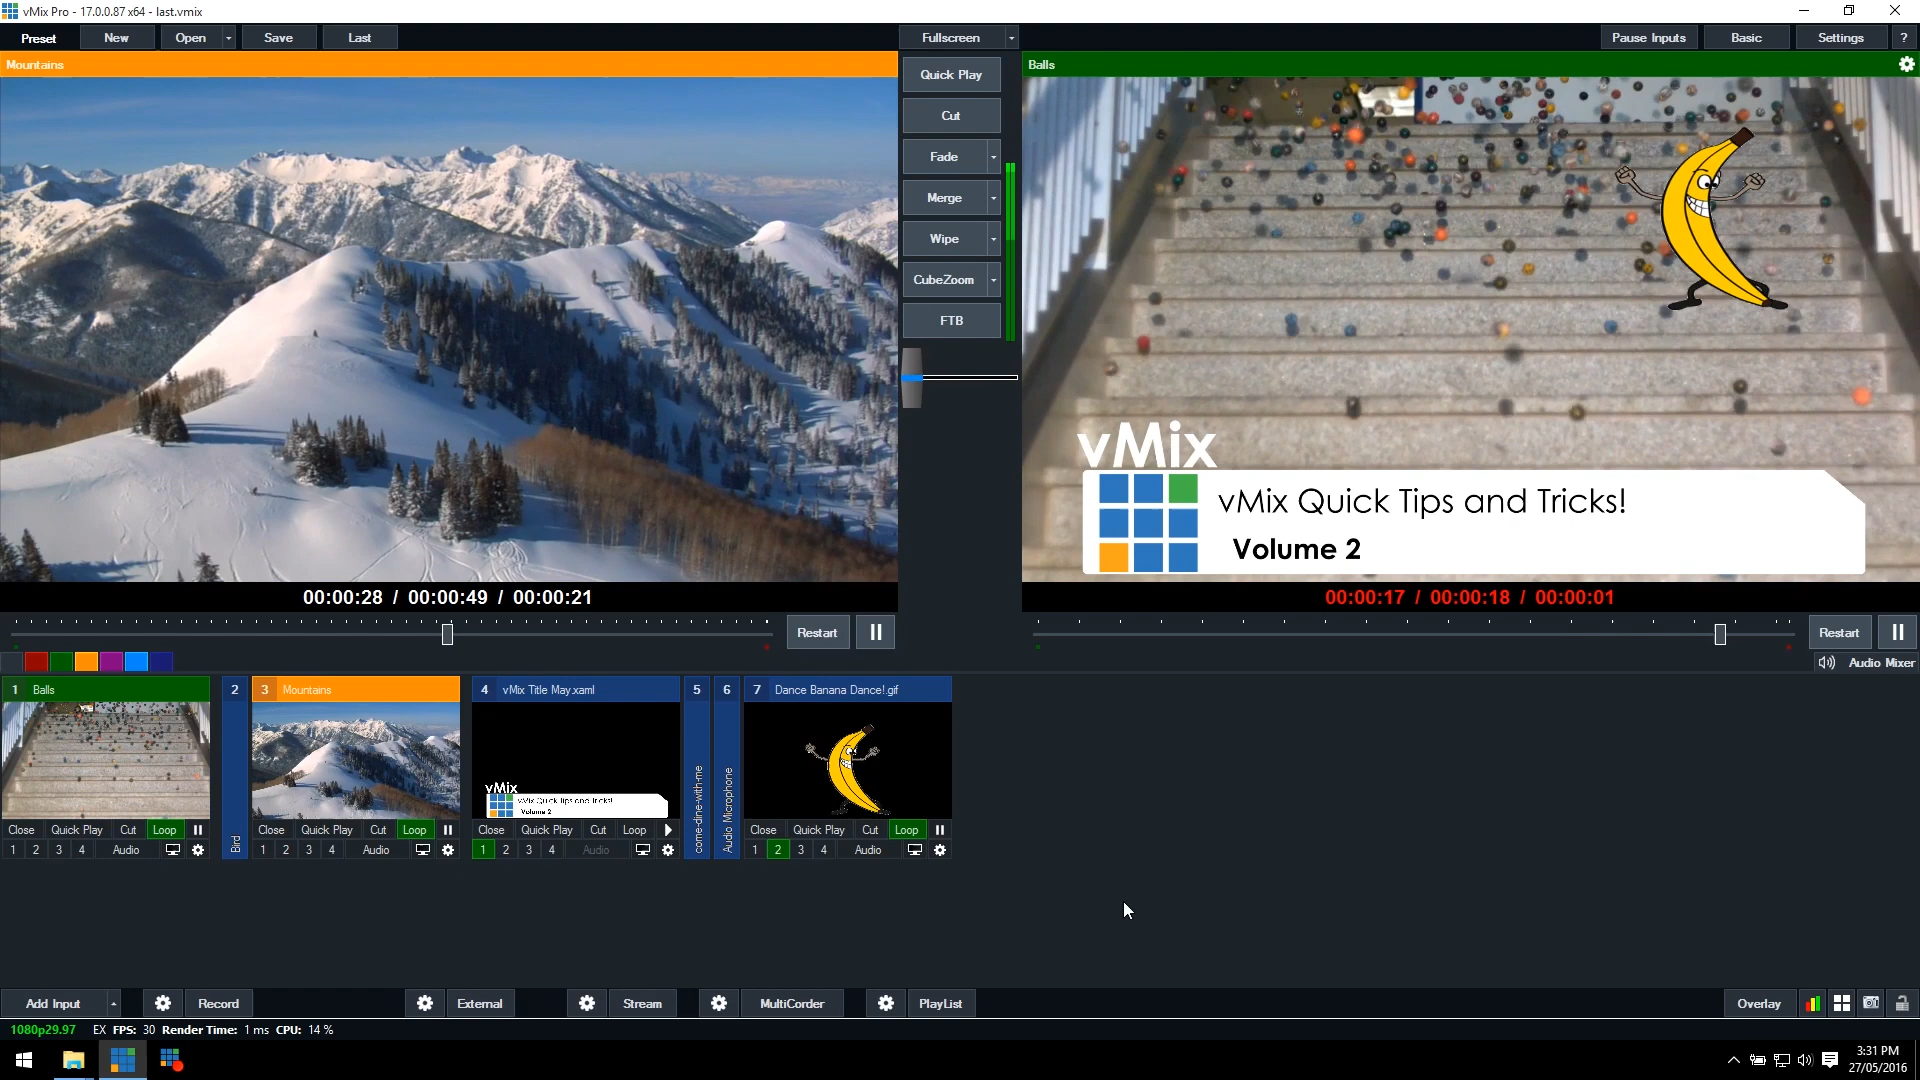 vMix Pro - 17.0.0.87 x64 - last.vmix
Preset New Open Save Last Fullscreen Pause Inputs Basic Settings ?
Mountains
Balls
Quick Play
Cut
Fade
Merge
Wipe
CubeZoom
FTB
vMix
vMix Quick Tips and Tricks!
Volume 2
00:00:28 / 00:00:49 / 00:00:21
00:00:17 / 00:00:18 / 00:00:01
Restart
Restart
Audio Mixer
1 Balls
2
3 Mountains
4 vMix Title May.xaml
5
6
7 Dance Banana Dance!.gif
Bird
come-dine-with-me
Audio Microphone
vMix
vMix Quick Tips and Tricks!
Volume 2
Close Quick Play Cut Loop
1 2 3 4 Audio
Close Quick Play Cut Loop
1 2 3 4 Audio
Close Quick Play Cut Loop
1 2 3 4 Audio
Close Quick Play Cut Loop
1 2 3 4 Audio
Add Input Record External Stream MultiCorder PlayList Overlay
1080p29.97 EX FPS: 30 Render Time: 1 ms CPU: 14 %
3:31 PM
27/05/2016